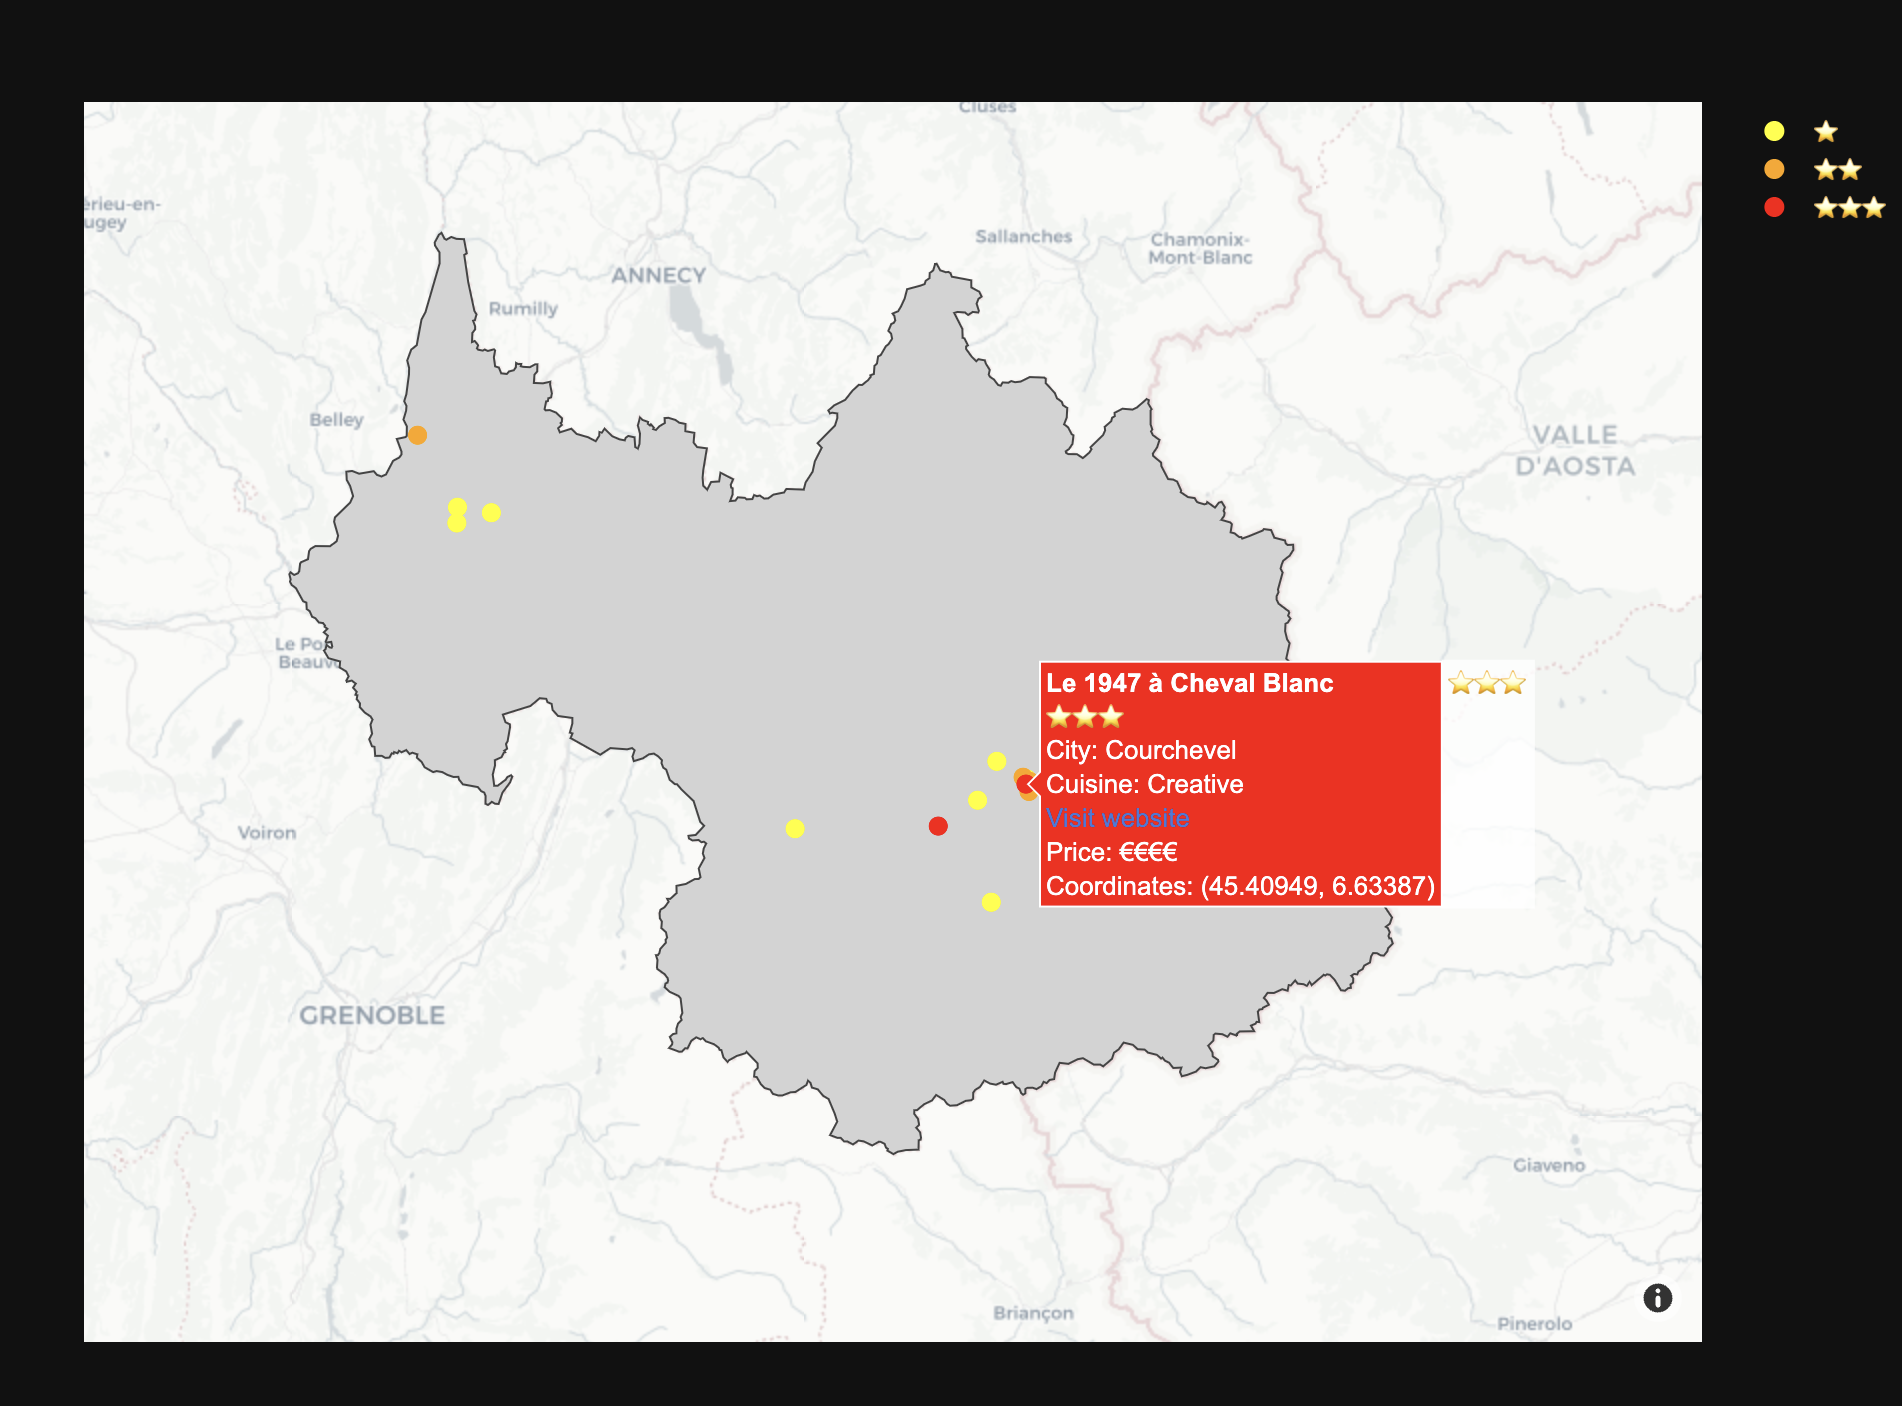 Cluses
érieu-en-
ugey
Sallanches
Chamonix-
Mont-Blanc
ANNECY
Rumilly
Belley
VALLE
D'AOSTA
Le Po
Beauv
Le 1947 à Cheval Blanc
⭐⭐⭐
City: Courchevel
Cuisine: Creative
Visit website
Price: €€€€
Coordinates: (45.40949, 6.63387)
⭐⭐⭐
Voiron
GRENOBLE
Giaveno
Briançon
Pinerolo
⭐
⭐⭐
⭐⭐⭐